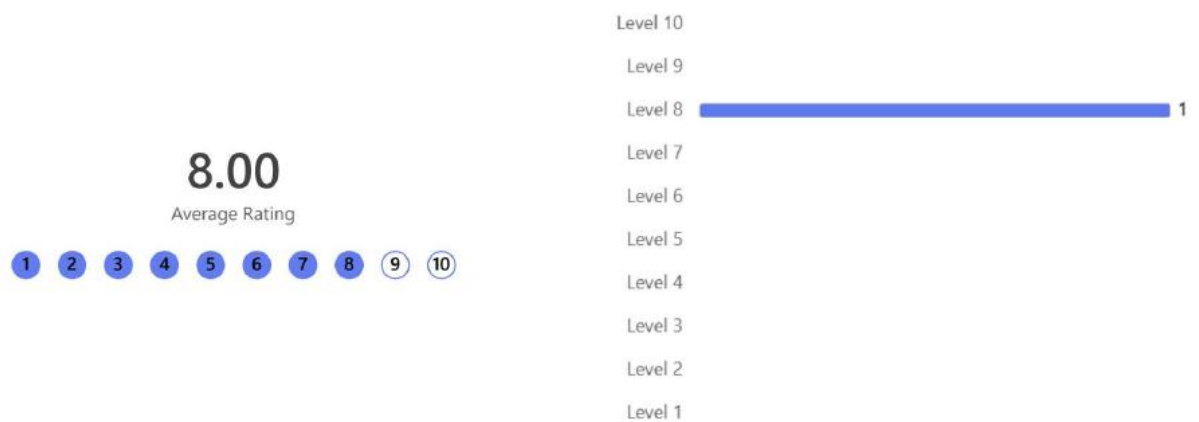 8.00
Average Rating
1 2 3 4 5 6 7 8 9 10
Level 10
Level 9
Level 8 1
Level 7
Level 6
Level 5
Level 4
Level 3
Level 2
Level 1